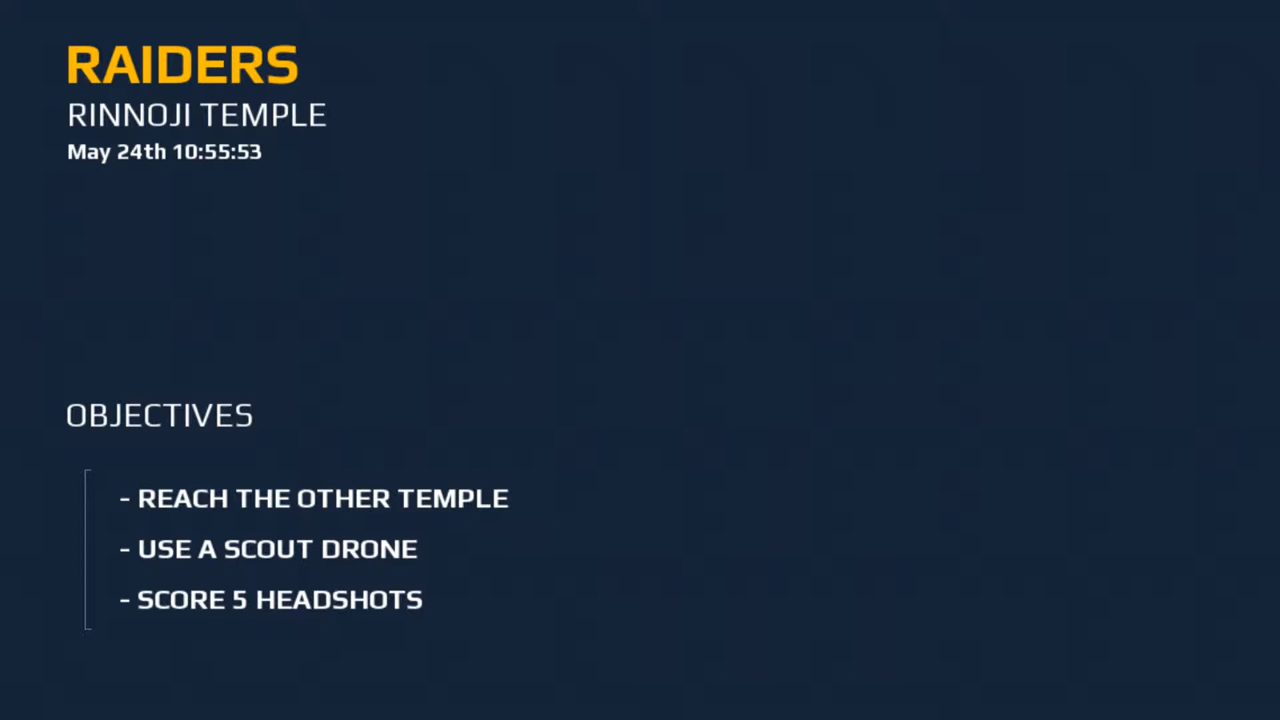 RAIDERS
RINNOJI TEMPLE
May 24th 10:55:53
OBJECTIVES
- REACH THE OTHER TEMPLE
- USE A SCOUT DRONE
- SCORE 5 HEADSHOTS